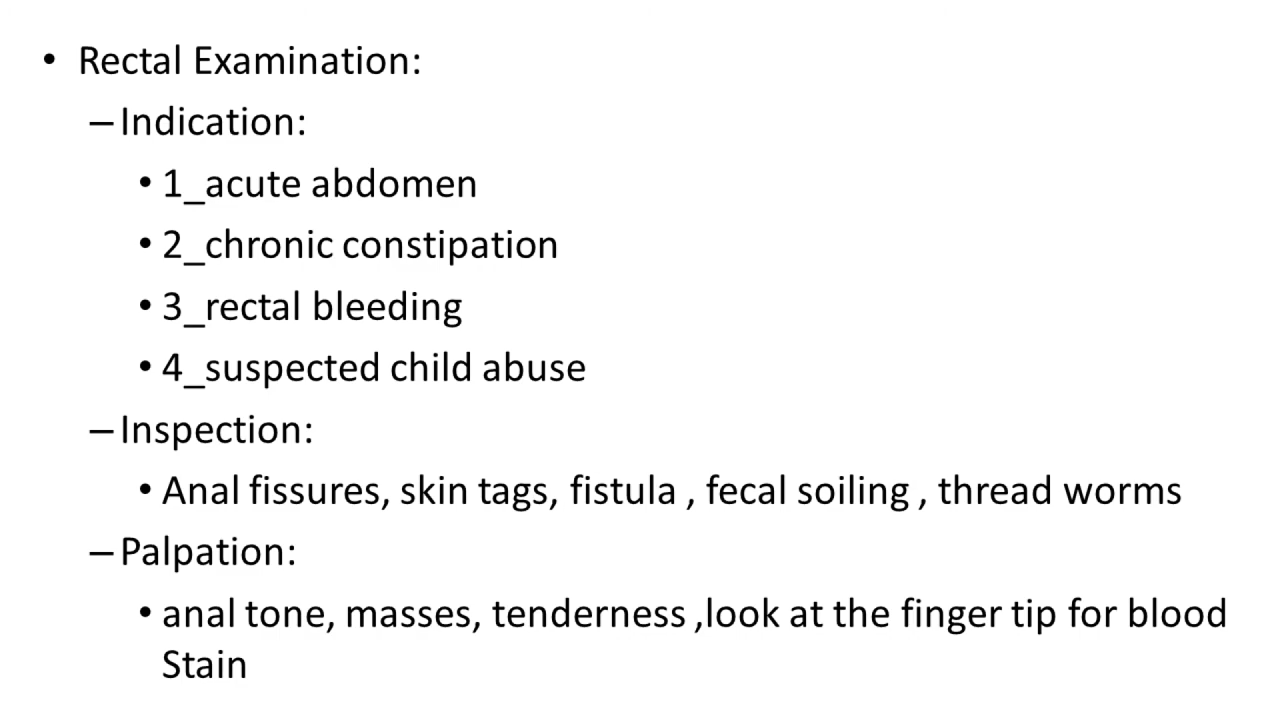 • Rectal Examination:
– Indication:
• 1_acute abdomen
• 2_chronic constipation
• 3_rectal bleeding
• 4_suspected child abuse
– Inspection:
• Anal fissures, skin tags, fistula , fecal soiling , thread worms
– Palpation:
• anal tone, masses, tenderness ,look at the finger tip for blood
Stain